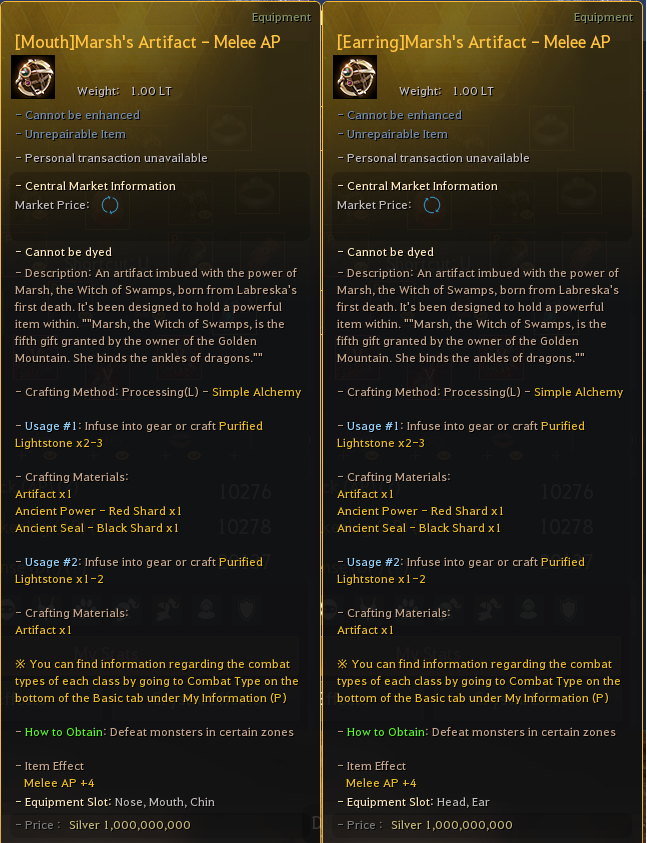 Equipment
[Mouth]Marsh's Artifact - Melee AP
Weight: 1.00 LT
- Cannot be enhanced
- Unrepairable Item
- Personal transaction unavailable
- Central Market Information
Market Price:
- Cannot be dyed
- Description: An artifact imbued with the power of
Marsh, the Witch of Swamps, born from Labreska's
first death. It's been designed to hold a powerful
item within. ""Marsh, the Witch of Swamps, is the
fifth gift granted by the owner of the Golden
Mountain. She binds the ankles of dragons.""
- Crafting Method: Processing(L) - Simple Alchemy
- Usage #1: Infuse into gear or craft Purified
Lightstone x2-3
- Crafting Materials:
Artifact x1
Ancient Power - Red Shard x1
Ancient Seal - Black Shard x1
- Usage #2: Infuse into gear or craft Purified
Lightstone x1-2
- Crafting Materials:
Artifact x1
※ You can find information regarding the combat
types of each class by going to Combat Type on the
bottom of the Basic tab under My Information (P)
- How to Obtain: Defeat monsters in certain zones
- Item Effect
Melee AP +4
- Equipment Slot: Nose, Mouth, Chin
- Price : Silver 1,000,000,000
Equipment
[Earring]Marsh's Artifact - Melee AP
Weight: 1.00 LT
- Cannot be enhanced
- Unrepairable Item
- Personal transaction unavailable
- Central Market Information
Market Price:
- Cannot be dyed
- Description: An artifact imbued with the power of
Marsh, the Witch of Swamps, born from Labreska's
first death. It's been designed to hold a powerful
item within. ""Marsh, the Witch of Swamps, is the
fifth gift granted by the owner of the Golden
Mountain. She binds the ankles of dragons.""
- Crafting Method: Processing(L) - Simple Alchemy
- Usage #1: Infuse into gear or craft Purified
Lightstone x2-3
- Crafting Materials:
Artifact x1
Ancient Power - Red Shard x1
Ancient Seal - Black Shard x1
- Usage #2: Infuse into gear or craft Purified
Lightstone x1-2
- Crafting Materials:
Artifact x1
※ You can find information regarding the combat
types of each class by going to Combat Type on the
bottom of the Basic tab under My Information (P)
- How to Obtain: Defeat monsters in certain zones
- Item Effect
Melee AP +4
- Equipment Slot: Head, Ear
- Price : Silver 1,000,000,000
10276
10278
My Stats
10276
10278
My Stats